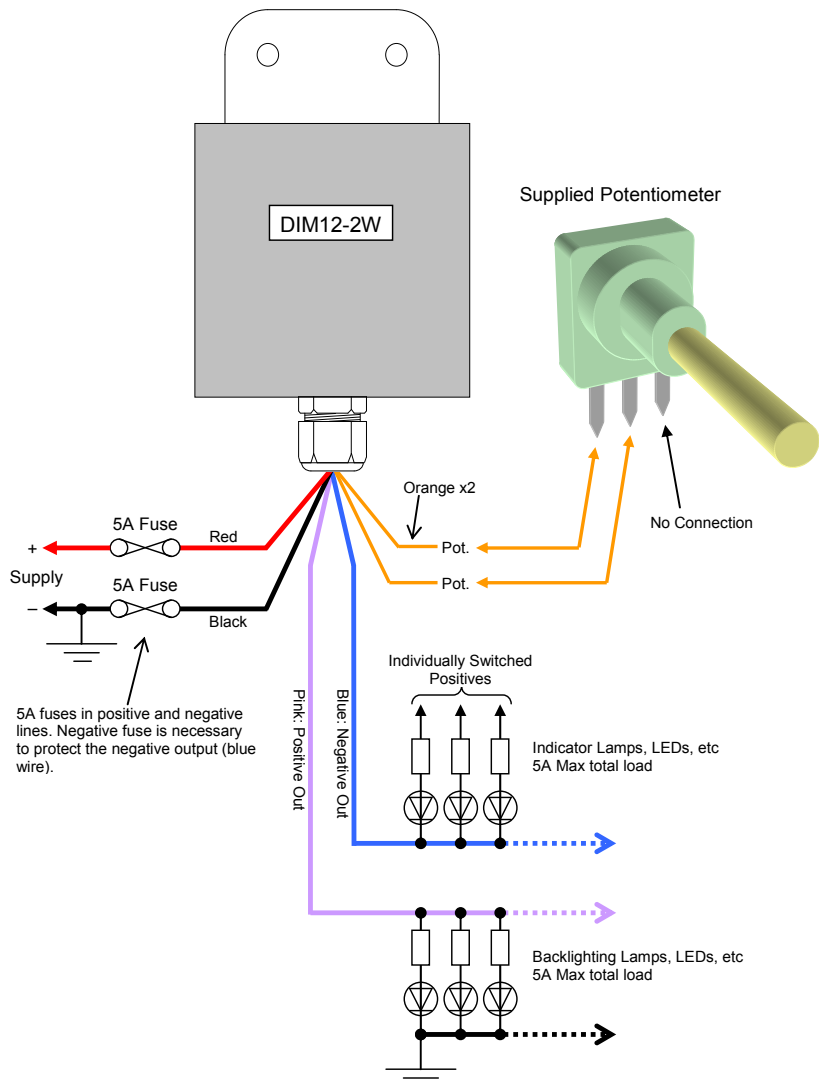 DIM12-2W
Supplied Potentiometer
No Connection
Orange x2
Pot.
Pot.
5A Fuse
Red
+
Supply
5A Fuse
–
Black
5A fuses in positive and negative
lines. Negative fuse is necessary
to protect the negative output (blue
wire).
Pink: Positive Out
Blue: Negative Out
Individually Switched
Positives
Indicator Lamps, LEDs, etc
5A Max total load
Backlighting Lamps, LEDs, etc
5A Max total load